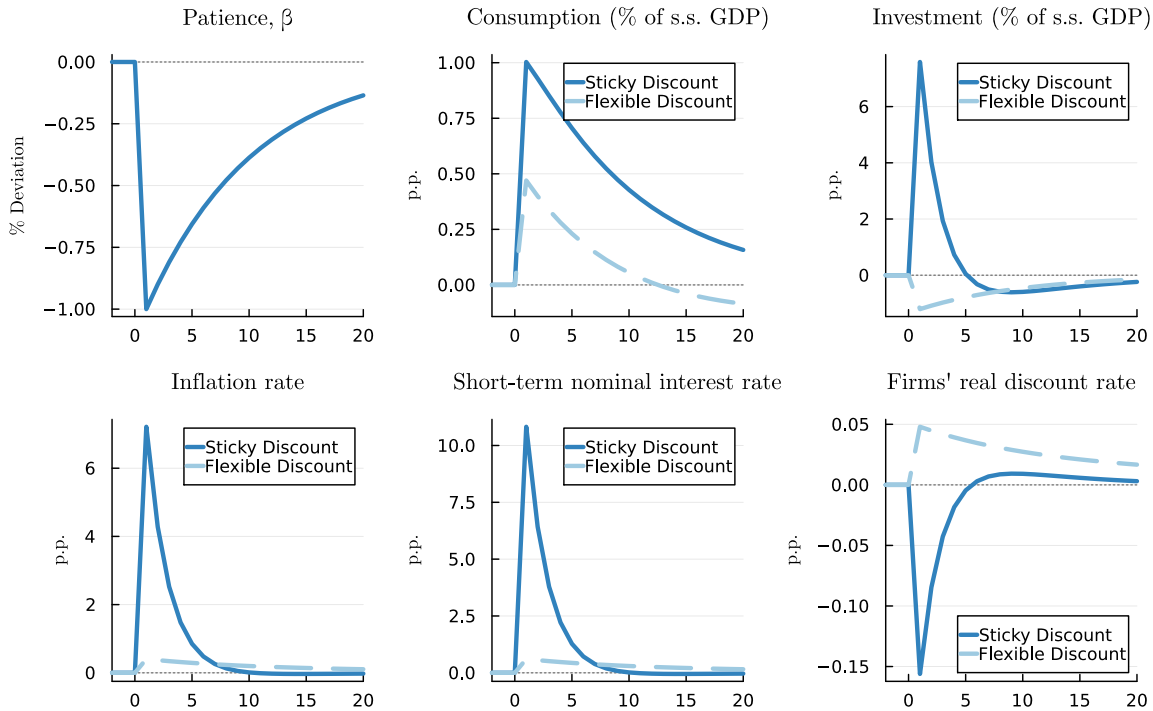 Patience, β
% Deviation
0.00
−0.25
−0.50
−0.75
−1.00
0
5
10
15
20
Consumption (% of s.s. GDP)
p.p.
1.00
0.75
0.50
0.25
0.00
Sticky Discount
Flexible Discount
0
5
10
15
20
Investment (% of s.s. GDP)
p.p.
6
4
2
0
Sticky Discount
Flexible Discount
0
5
10
15
20
Inflation rate
p.p.
6
4
2
0
Sticky Discount
Flexible Discount
0
5
10
15
20
Short-term nominal interest rate
p.p.
10.0
7.5
5.0
2.5
0.0
Sticky Discount
Flexible Discount
0
5
10
15
20
Firms' real discount rate
p.p.
0.05
0.00
−0.05
−0.10
−0.15
Sticky Discount
Flexible Discount
0
5
10
15
20